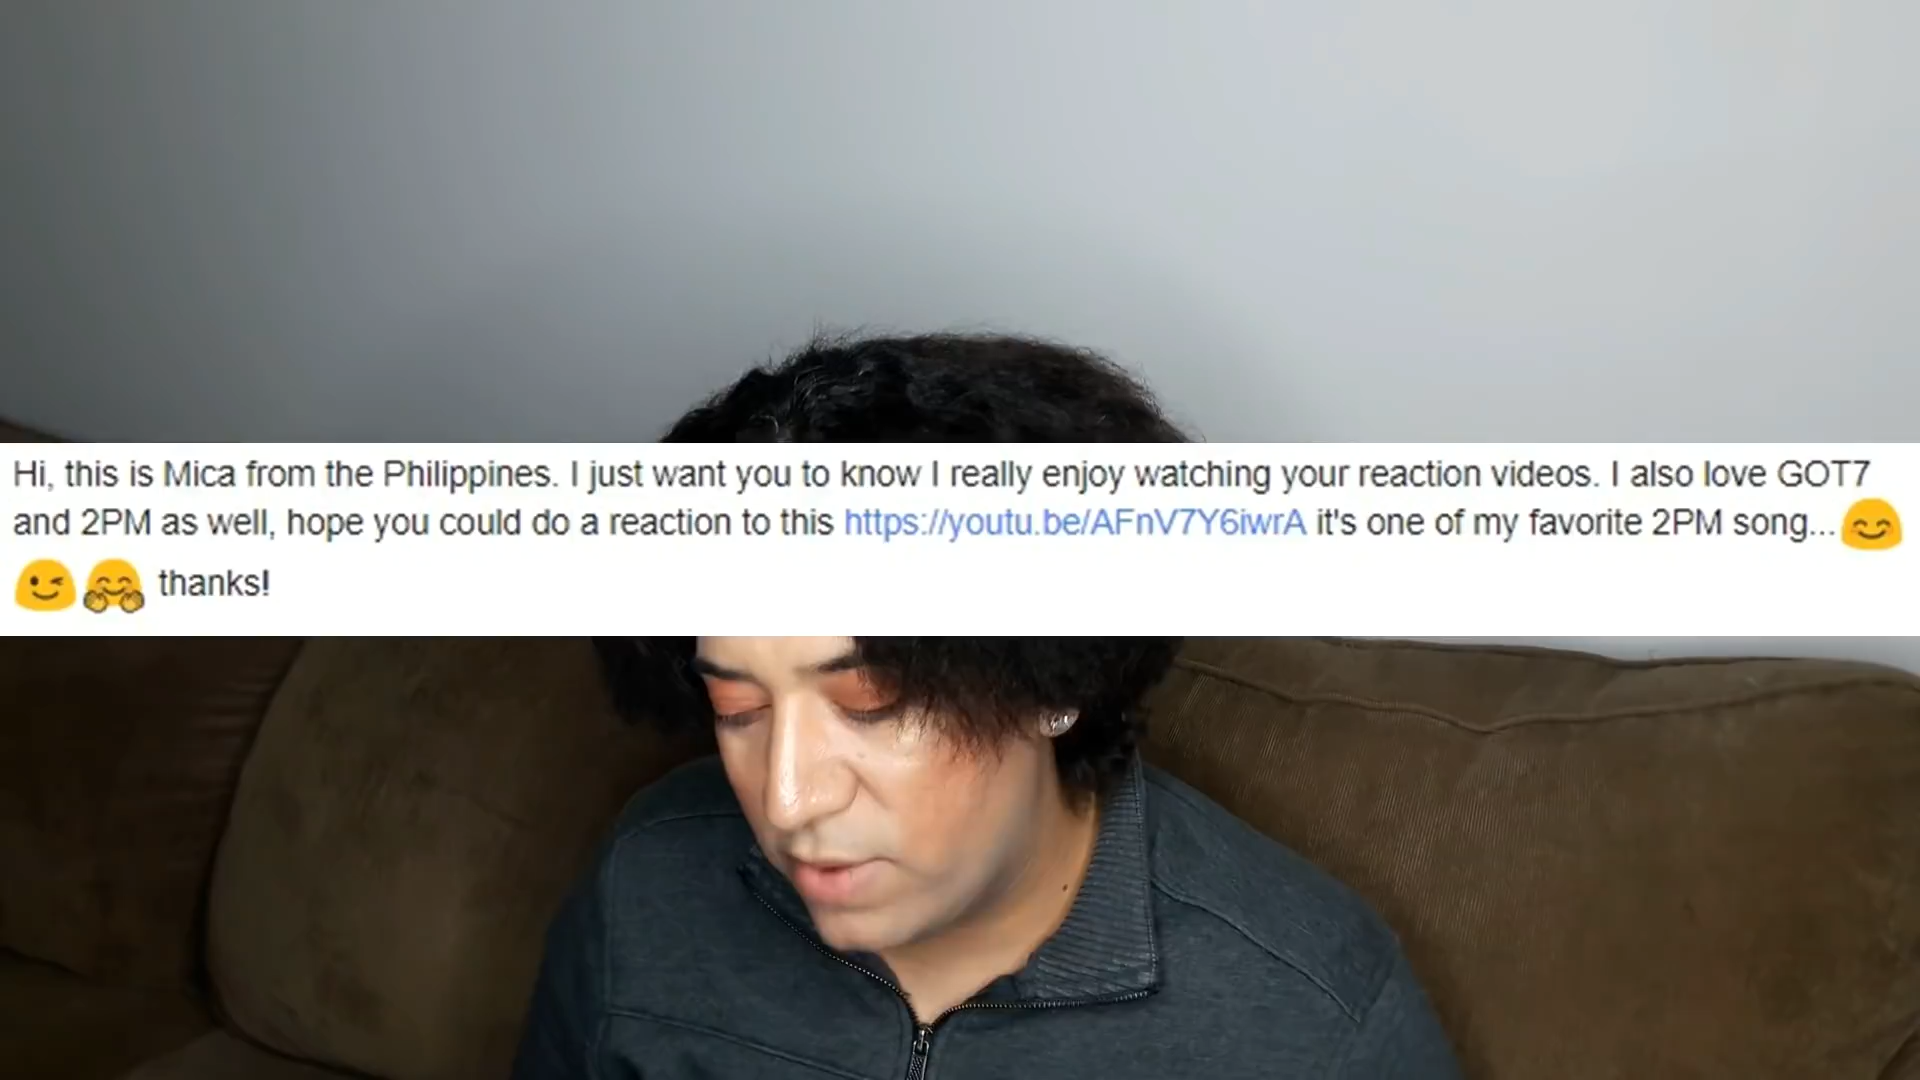 Hi, this is Mica from the Philippines. I just want you to know I really enjoy watching your reaction videos. I also love GOT7
and 2PM as well, hope you could do a reaction to this https://youtu.be/AFnV7Y6iwrA it's one of my favorite 2PM song...😊
😉🤗 thanks!